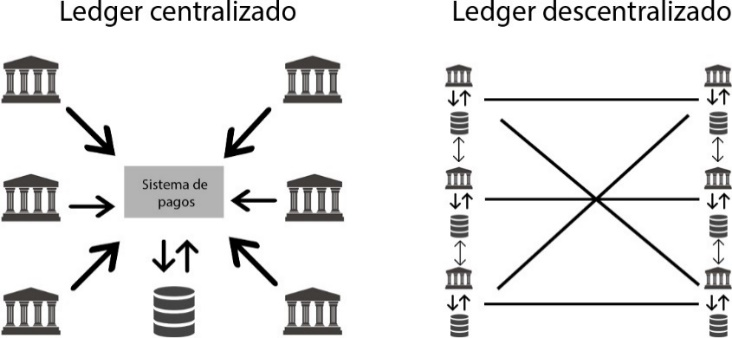 Ledger centralizado
Ledger descentralizado
Sistema de
pagos